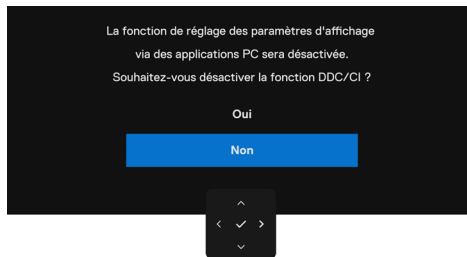 La fonction de réglage des paramètres d'affichage
via des applications PC sera désactivée.
Souhaitez-vous désactiver la fonction DDC/CI ?
Oui
Non